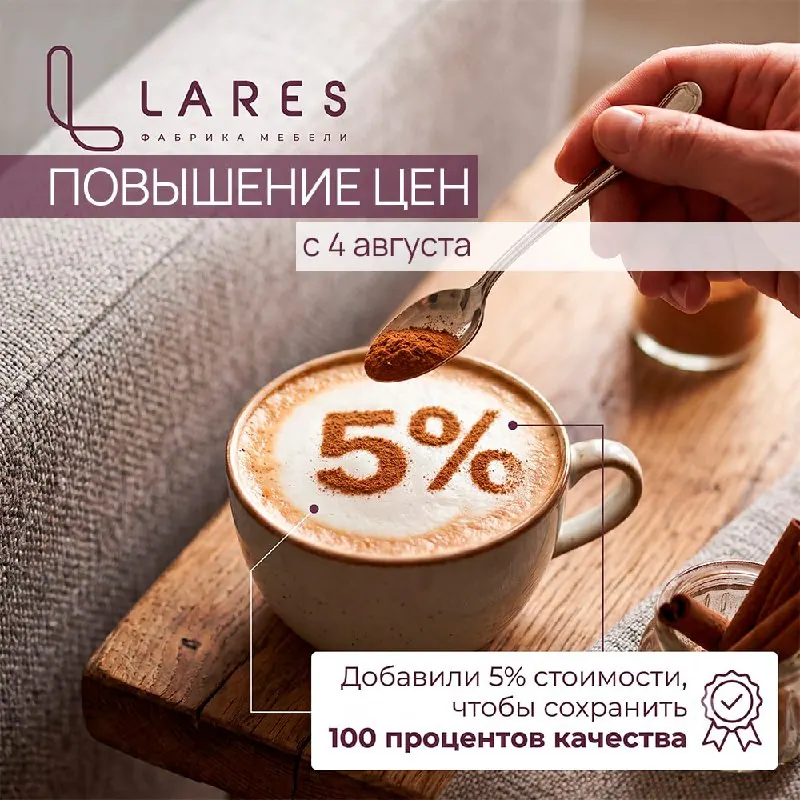 LARES
ФАБРИКА МЕБЕЛИ
ПОВЫШЕНИЕ ЦЕН
с 4 августа
5%
Добавили 5% стоимости,
чтобы сохранить
100 процентов качества